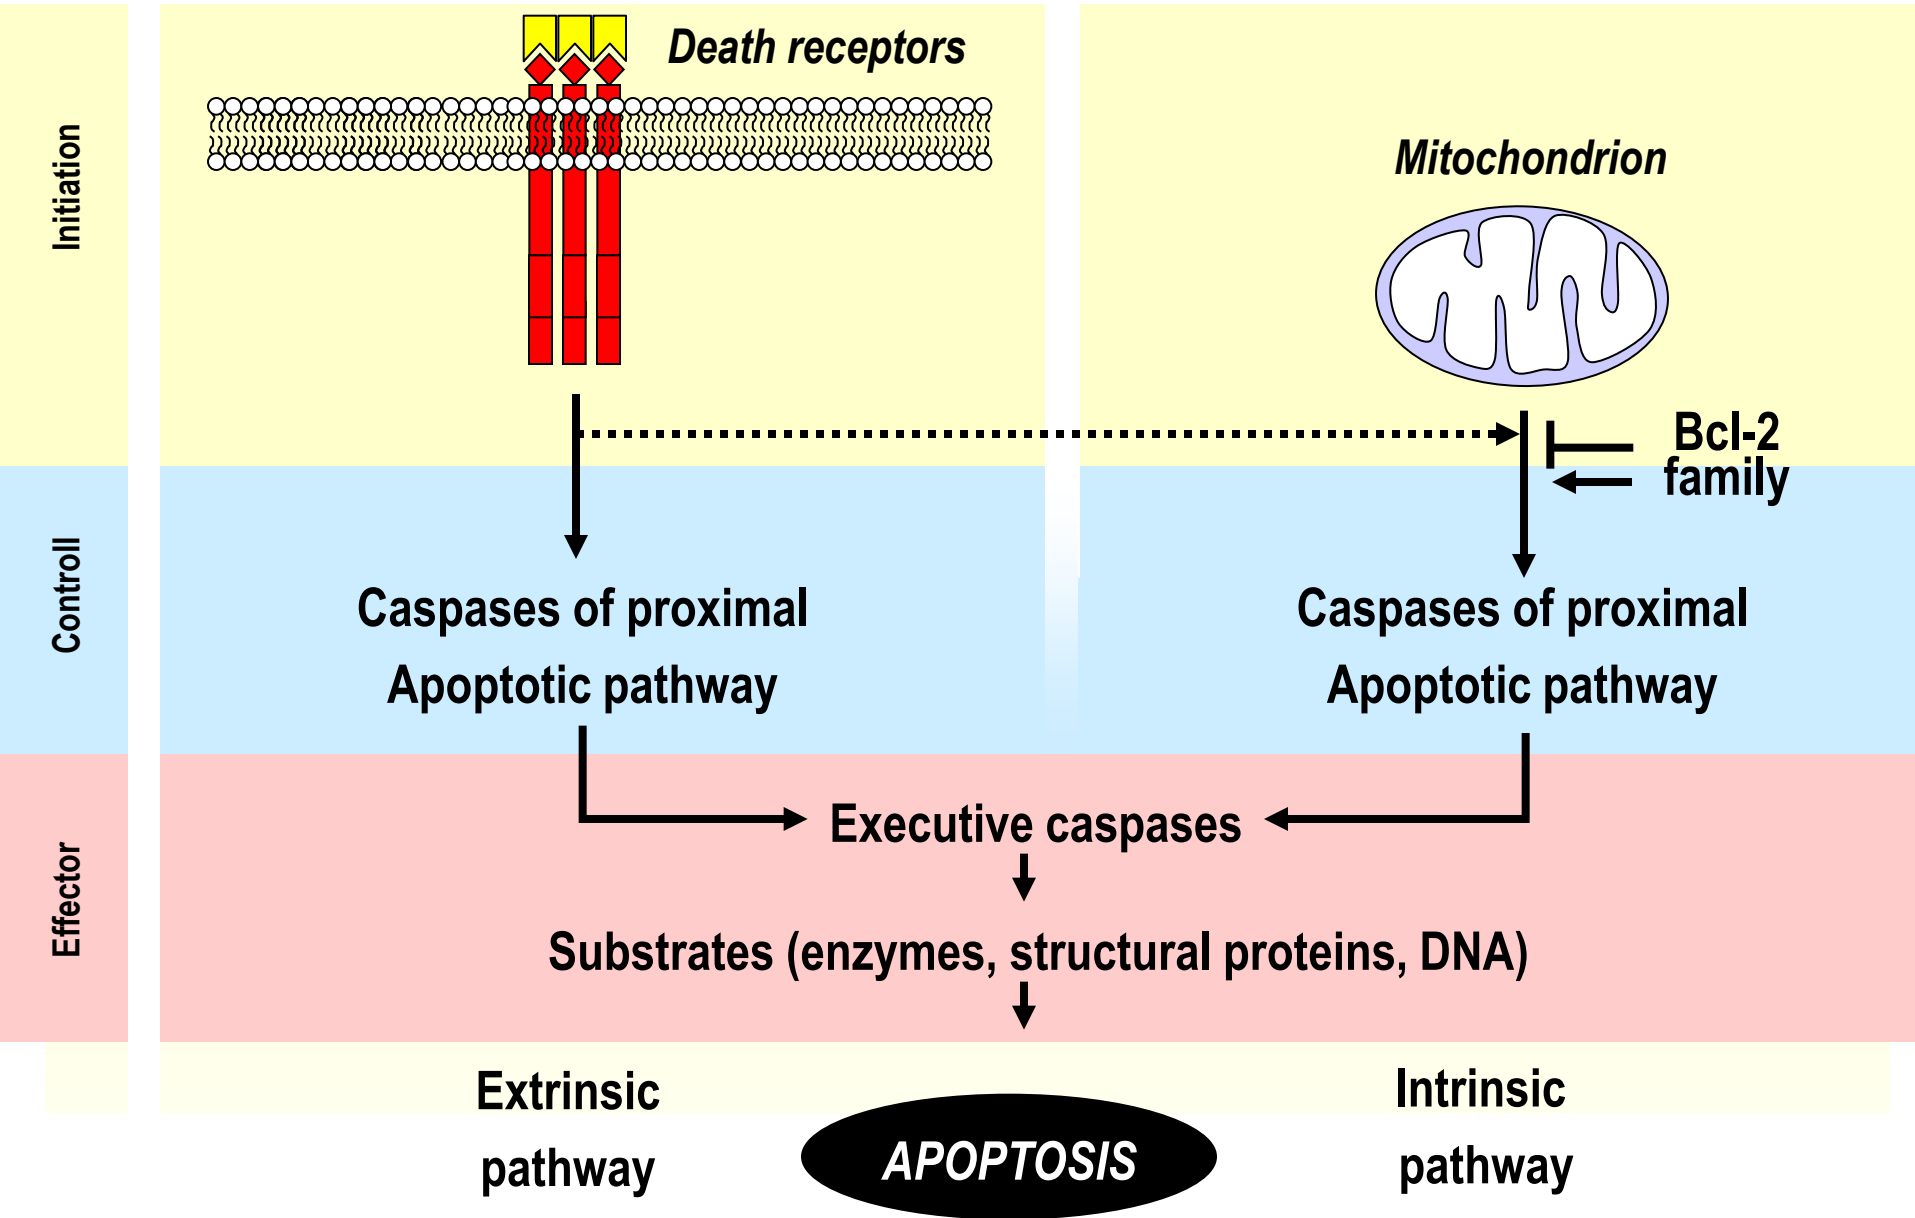 Death receptors
Mitochondrion
Initiation
Bcl-2
family
Controll
Caspases of proximal
Apoptotic pathway
Caspases of proximal
Apoptotic pathway
Effector
Executive caspases
Substrates (enzymes, structural proteins, DNA)
Extrinsic
pathway
APOPTOSIS
Intrinsic
pathway